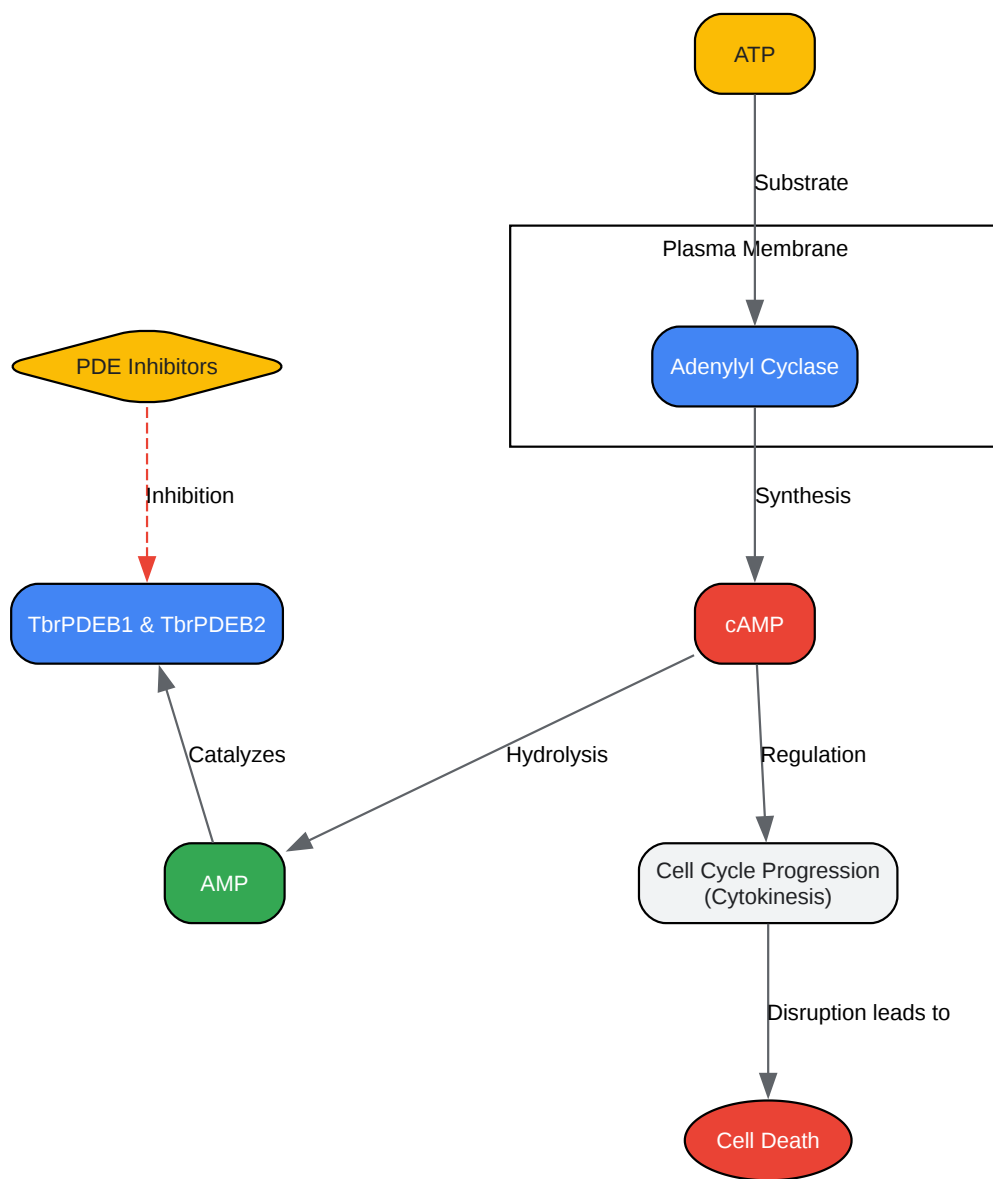 ATP
Substrate
Plasma Membrane
PDE Inhibitors
Adenylyl Cyclase
Inhibition
Synthesis
TbrPDEB1 & TbrPDEB2
cAMP
Catalyzes
Hydrolysis
Regulation
AMP
Cell Cycle Progression
(Cytokinesis)
Disruption leads to
Cell Death